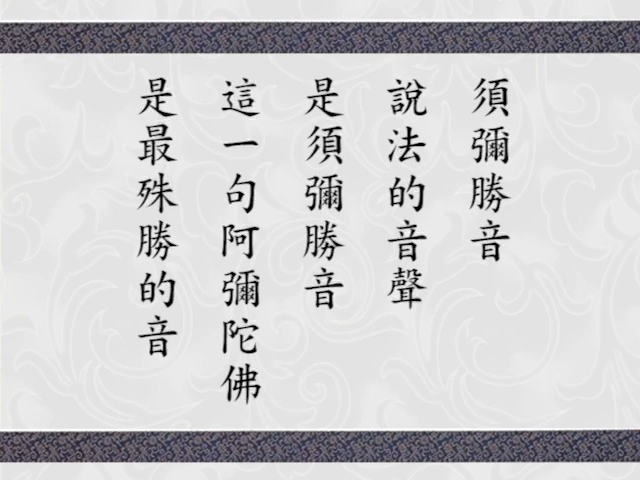 須彌勝音
說法的音聲
是須彌勝音
這一句阿彌陀佛
是最殊勝的音